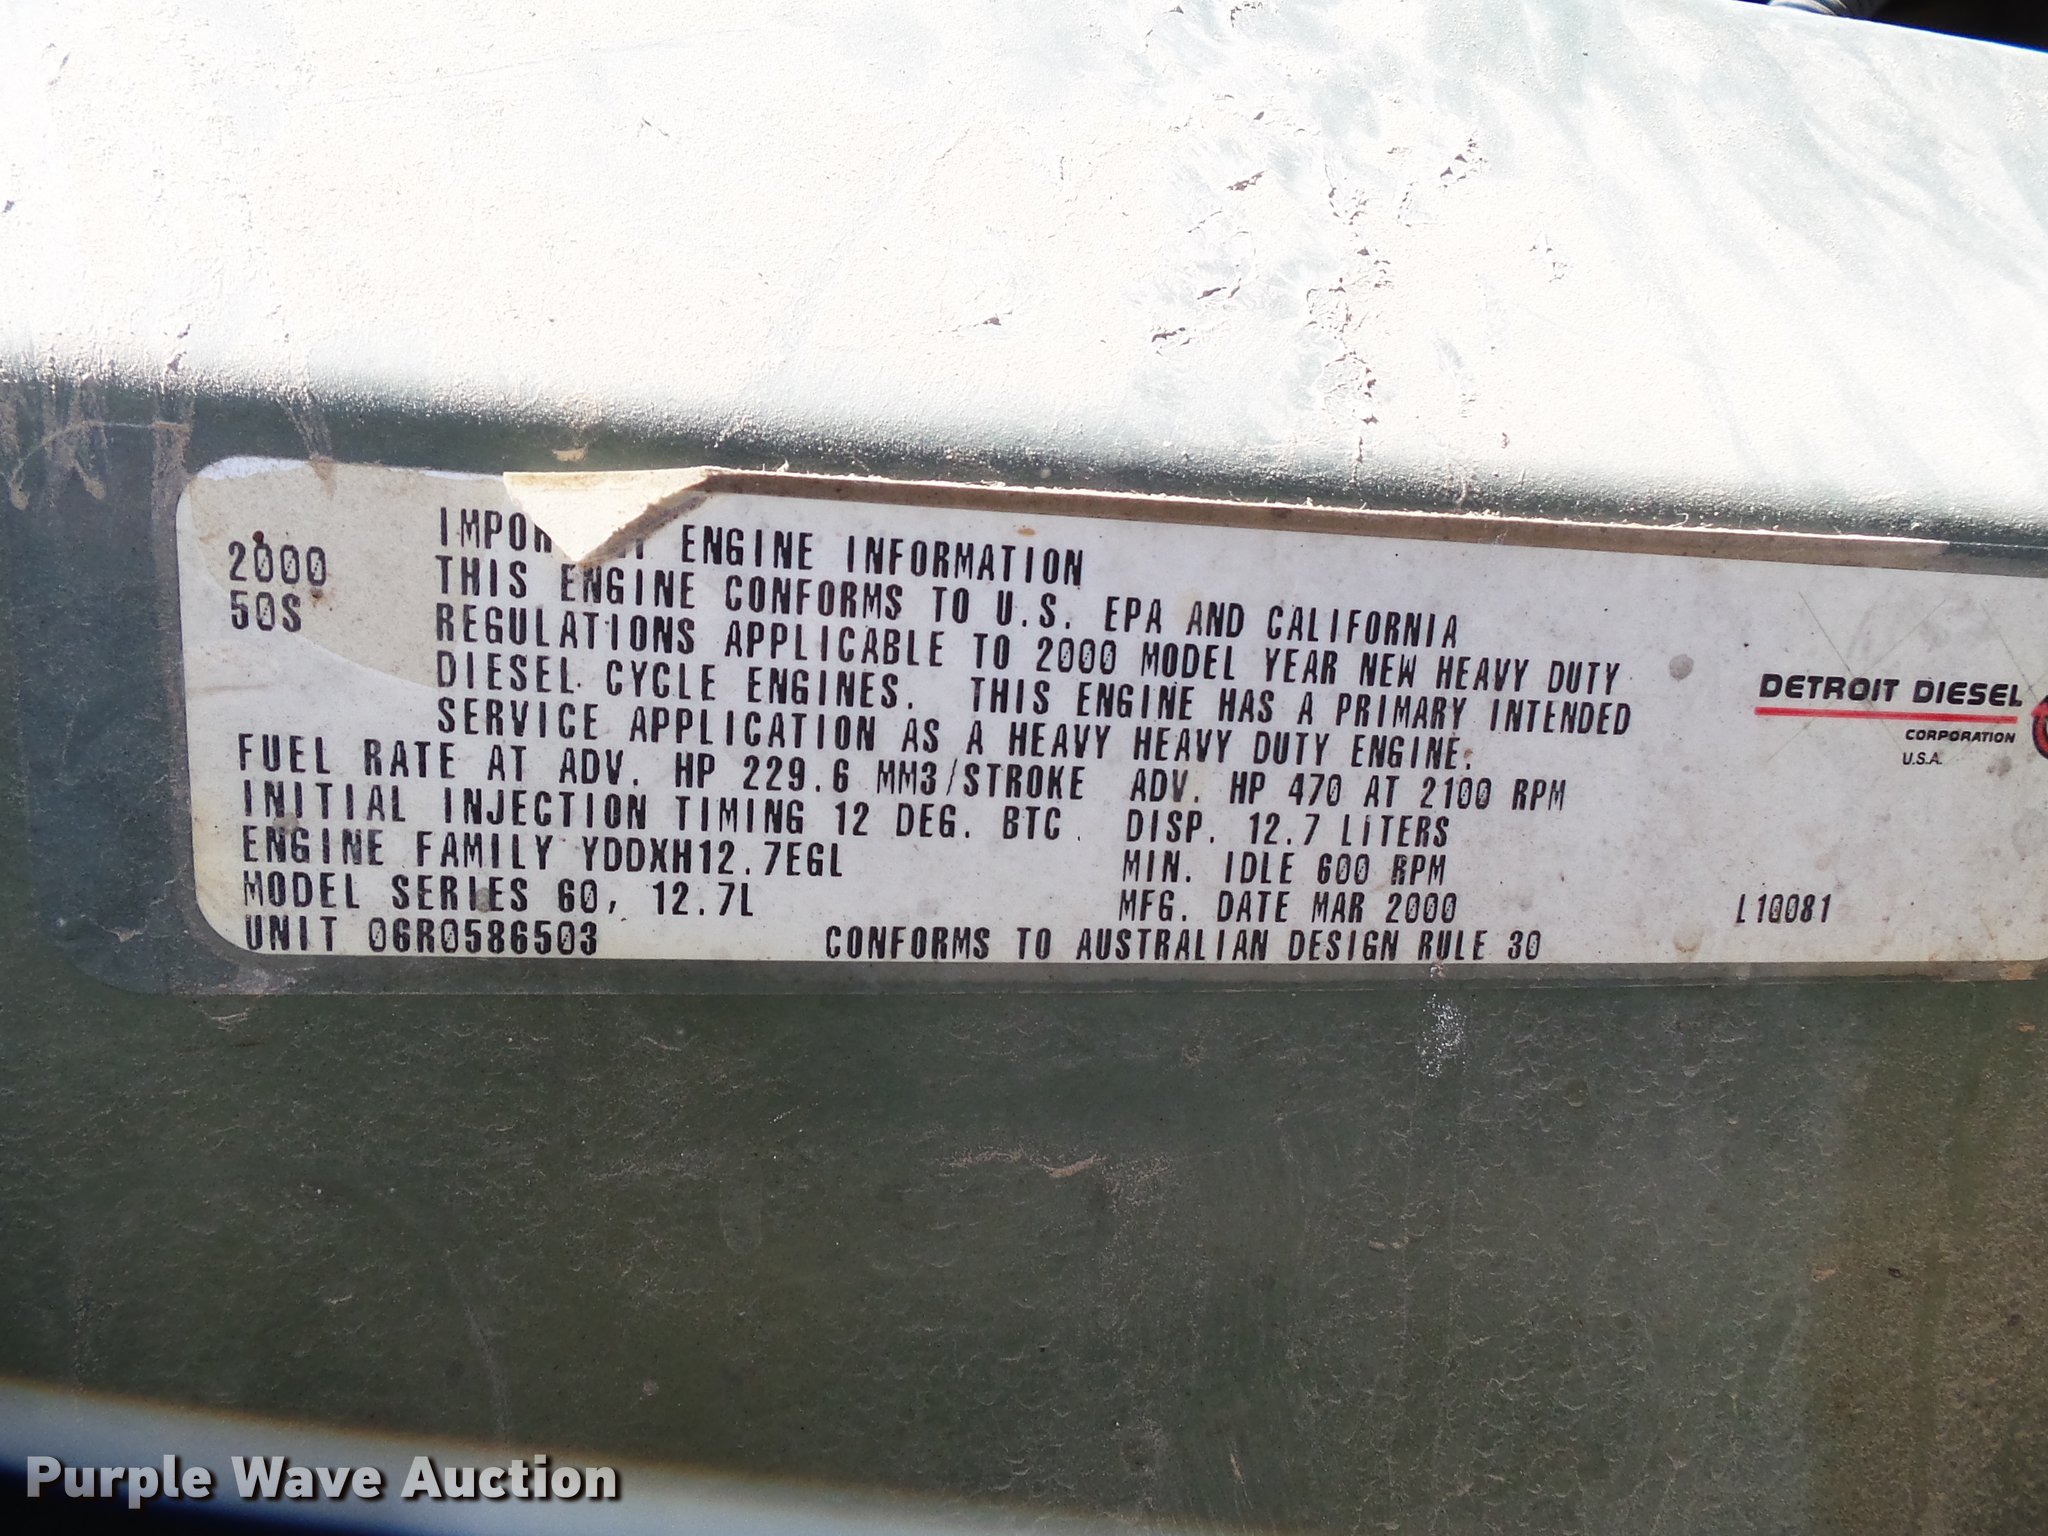 IMPOR ENGINE INFORMATION
2000 THIS ENGINE CONFORMS TO U.S. EPA AND CALIFORNIA
50S REGULATIONS APPLICABLE TO 2000 MODEL YEAR NEW HEAVY DUTY
DIESEL CYCLE ENGINES. THIS ENGINE HAS A PRIMARY INTENDED
SERVICE APPLICATION AS A HEAVY HEAVY DUTY ENGINE.
FUEL RATE AT ADV. HP 229.6 MM3/STROKE ADV. HP 470 AT 2100 RPM
INITIAL INJECTION TIMING 12 DEG. BTC DISP. 12.7 LITERS
ENGINE FAMILY YDDXH12.7EGL MIN. IDLE 600 RPM
MODEL SERIES 60, 12.7L MFG. DATE MAR 2000
UNIT 06R0586503 CONFORMS TO AUSTRALIAN DESIGN RULE 30
DETROIT DIESEL
CORPORATION
U.S.A.
L10081
Purple Wave Auction